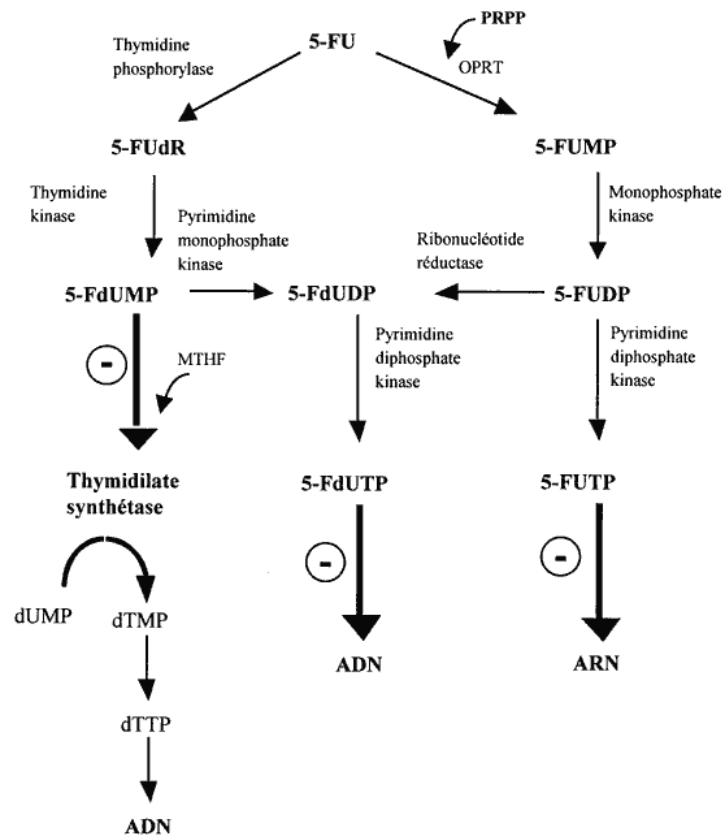 PRPP
5-FU
Thymidine
phosphorylase
OPRT
5-FUdR
5-FUMP
Thymidine
kinase
Pyrimidine
monophosphate
kinase
Ribonucléotide
réductase
Monophosphate
kinase
5-FdUMP
5-FdUDP
5-FUDP
-
MTHF
Pyrimidine
diphosphate
kinase
Pyrimidine
diphosphate
kinase
Thymidilate
synthétase
5-FdUTP
5-FUTP
-
-
dUMP
dTMP
ADN
ARN
dTTP
ADN